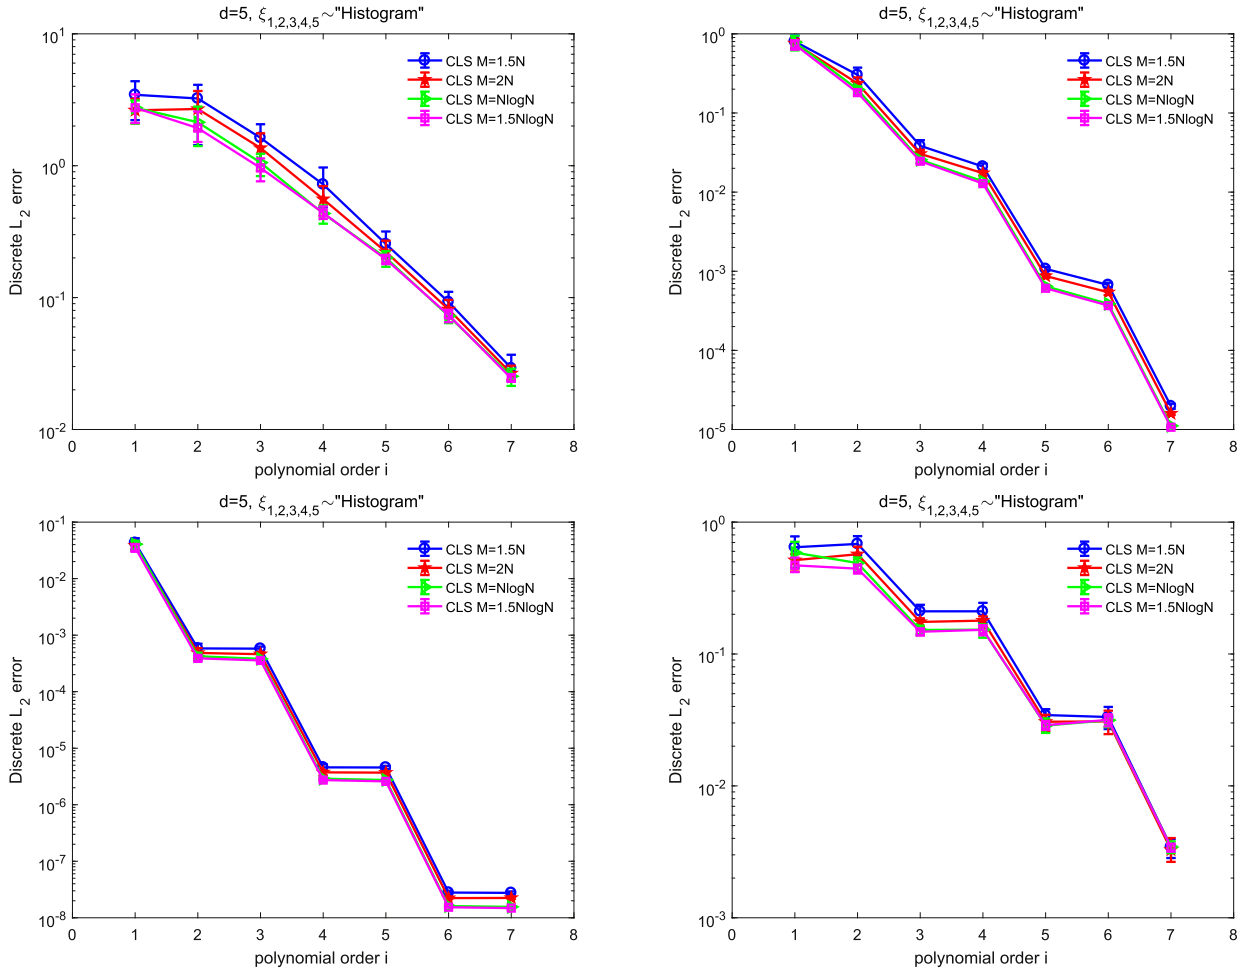 d=5, ξ1,2,3,4,5∼"Histogram"
Discrete L2 error
10^1
10^0
10^-1
10^-2
CLS M=1.5N
CLS M=2N
CLS M=NlogN
CLS M=1.5NlogN
0 1 2 3 4 5 6 7 8
polynomial order i
d=5, ξ1,2,3,4,5∼"Histogram"
Discrete L2 error
10^0
10^-1
10^-2
10^-3
10^-4
10^-5
CLS M=1.5N
CLS M=2N
CLS M=NlogN
CLS M=1.5NlogN
0 1 2 3 4 5 6 7 8
polynomial order i
d=5, ξ1,2,3,4,5∼"Histogram"
Discrete L2 error
10^-1
10^-2
10^-3
10^-4
10^-5
10^-6
10^-7
10^-8
CLS M=1.5N
CLS M=2N
CLS M=NlogN
CLS M=1.5NlogN
0 1 2 3 4 5 6 7 8
polynomial order i
d=5, ξ1,2,3,4,5∼"Histogram"
Discrete L2 error
10^0
10^-1
10^-2
10^-3
CLS M=1.5N
CLS M=2N
CLS M=NlogN
CLS M=1.5NlogN
0 1 2 3 4 5 6 7 8
polynomial order i